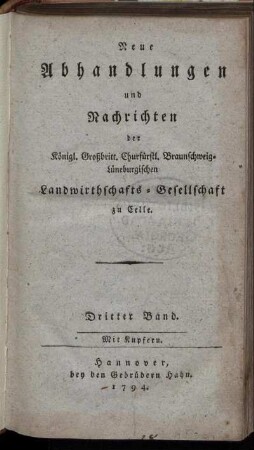 Neue
Abhandlungen
und
Nachrichten
der
Königl. Großbritt. Churfürstl. Braunschweig-
Lüneburgischen
Landwirthschafts-Gesellschaft
zu Celle.
Dritter Band.
Mit Kupfern.
Hannover,
bey den Gebrüdern Hahn.
1794.